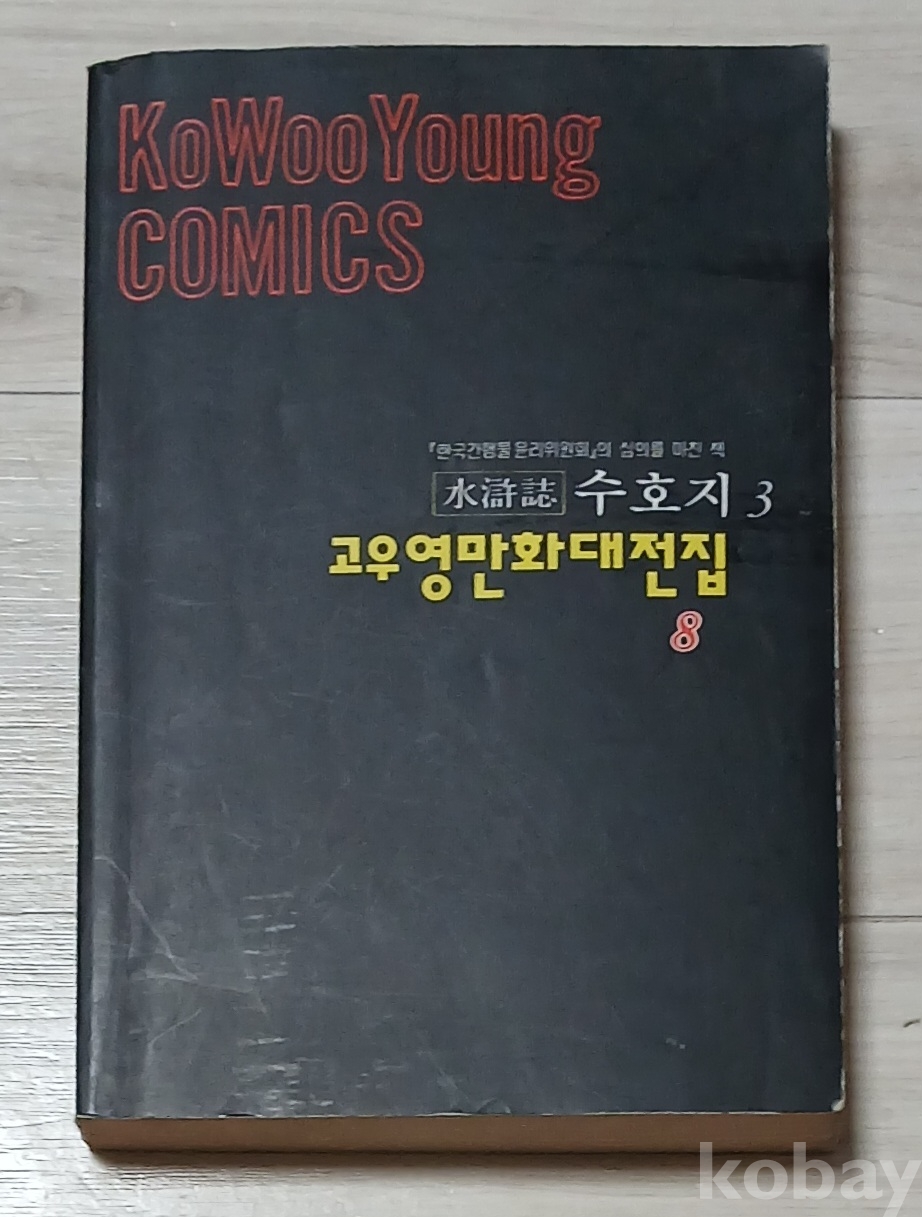 KoWooYoung
COMICS
『한국간행물윤리위원회』의 심의를 마친 책
水滸誌 수호지 3
고우영만화대전집
8
kobay